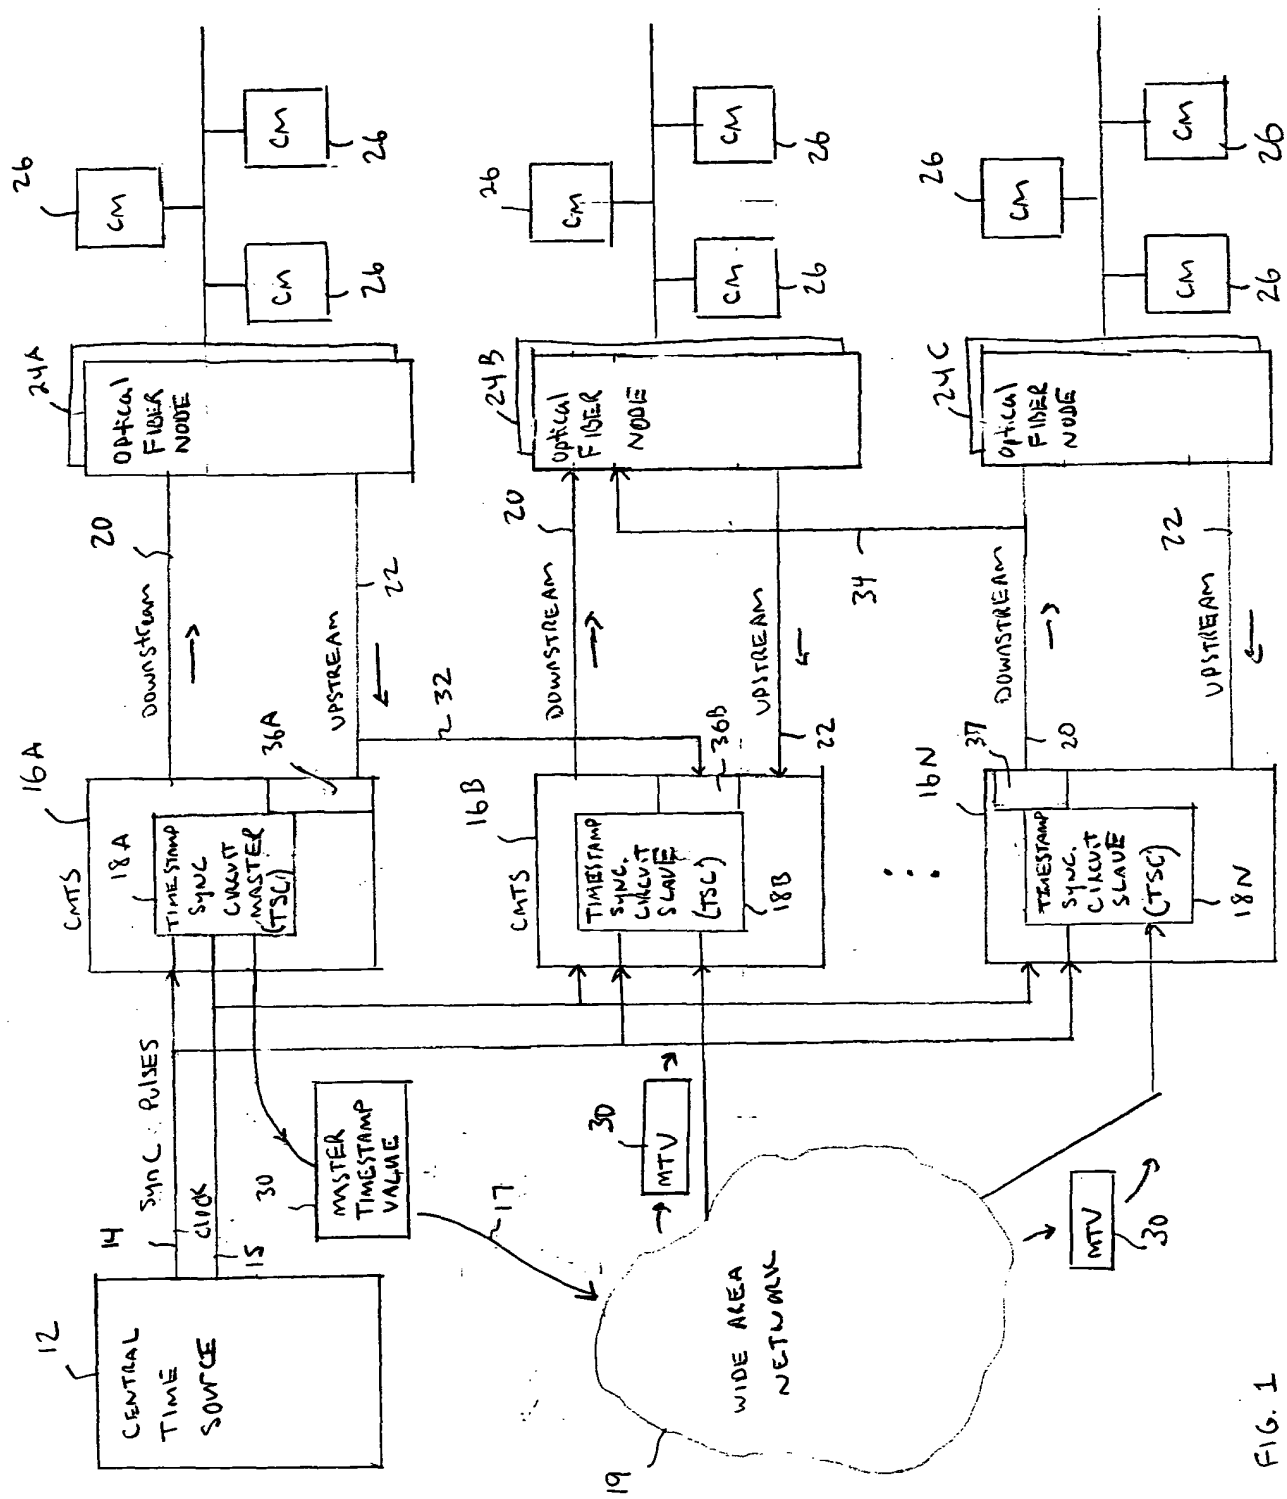 12
CENTRAL
TIME
SOURCE
14
SYNC PULSES
CLOCK
15
30
MASTER
TIMESTAMP
VALUE
17
19
WIDE AREA
NETWORK
30
MTV
MTV
30
CMTS
16A
18A
TIMESTAMP
SYNC
CIRCUIT
MASTER
(TSC)
36A
CMTS
16B
TIMESTAMP
SYNC.
CIRCUIT
SLAVE
(TSC)
18B
36B
16N
37
TIMESTAMP
SYNC.
CIRCUIT
SLAVE
(TSC)
18N
DOWNSTREAM
20
UPSTREAM
22
32
DOWNSTREAM
20
UPSTREAM
22
34
DOWNSTREAM
20
UPSTREAM
22
24A
OPTICAL
FIBER
NODE
24B
OPTICAL
FIBER
NODE
24C
OPTICAL
FIBER
NODE
26
CM
CM
26
CM
26
26
CM
CM
26
CM
26
26
CM
CM
26
CM
26
FIG. 1